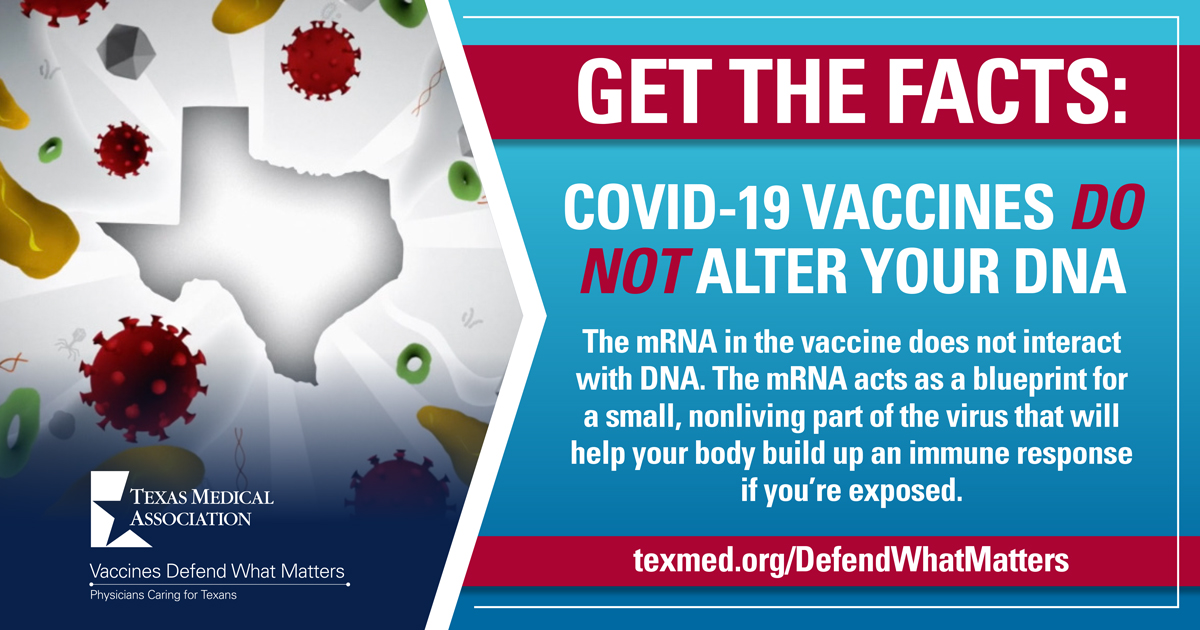 GET THE FACTS:
COVID-19 VACCINES DO
NOT ALTER YOUR DNA
The mRNA in the vaccine does not interact
with DNA. The mRNA acts as a blueprint for
a small, nonliving part of the virus that will
help your body build up an immune response
if you’re exposed.
texmed.org/DefendWhatMatters
TEXAS MEDICAL
ASSOCIATION
Vaccines Defend What Matters
Physicians Caring for Texans